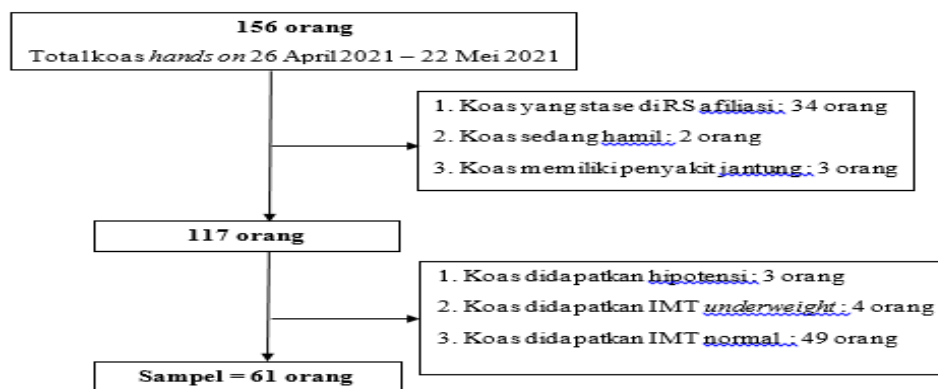 156 orang
Total koas hands on 26 April 2021 – 22 Mei 2021
1. Koas yang stase di RS afiliasi : 34 orang
2. Koas sedang hamil : 2 orang
3. Koas memiliki penyakit jantung : 3 orang
117 orang
1. Koas didapatkan hipotensi : 3 orang
2. Koas didapatkan IMT underweight : 4 orang
3. Koas didapatkan IMT normal : 49 orang
Sampel = 61 orang